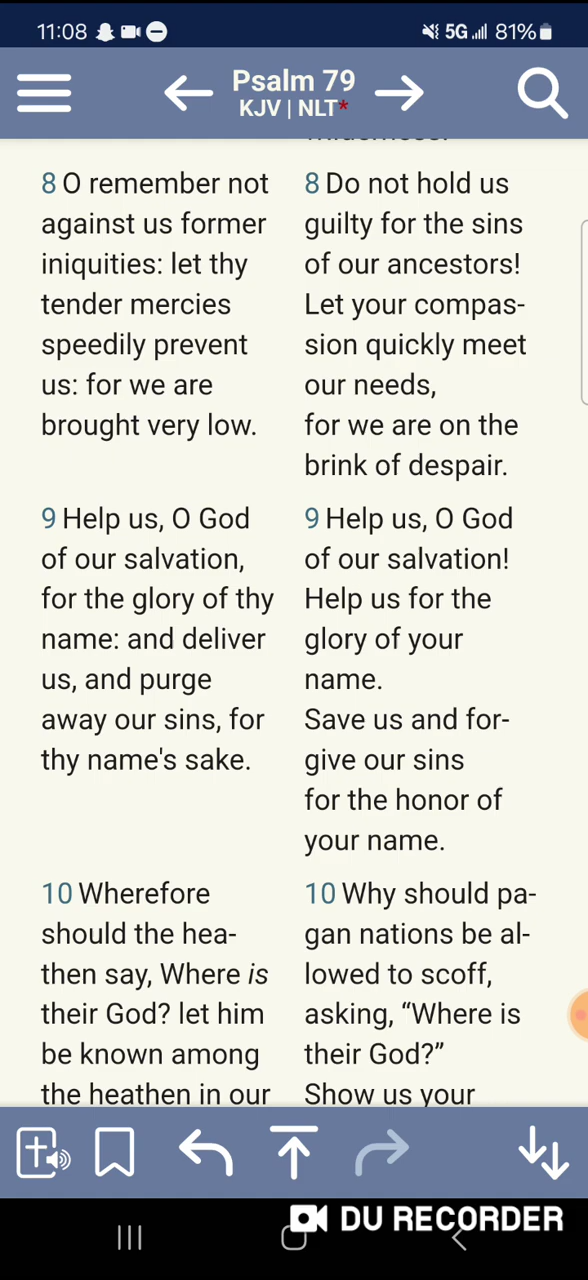 11:08 5G 81%
Psalm 79
KJV | NLT*
8 O remember not
against us former
iniquities: let thy
tender mercies
speedily prevent
us: for we are
brought very low.
8 Do not hold us
guilty for the sins
of our ancestors!
Let your compas-
sion quickly meet
our needs,
for we are on the
brink of despair.
9 Help us, O God
of our salvation,
for the glory of thy
name: and deliver
us, and purge
away our sins, for
thy name's sake.
9 Help us, O God
of our salvation!
Help us for the
glory of your
name.
Save us and for-
give our sins
for the honor of
your name.
10 Wherefore
should the hea-
then say, Where is
their God? let him
be known among
the heathen in our
10 Why should pa-
gan nations be al-
lowed to scoff,
asking, “Where is
their God?”
Show us your
DU RECORDER